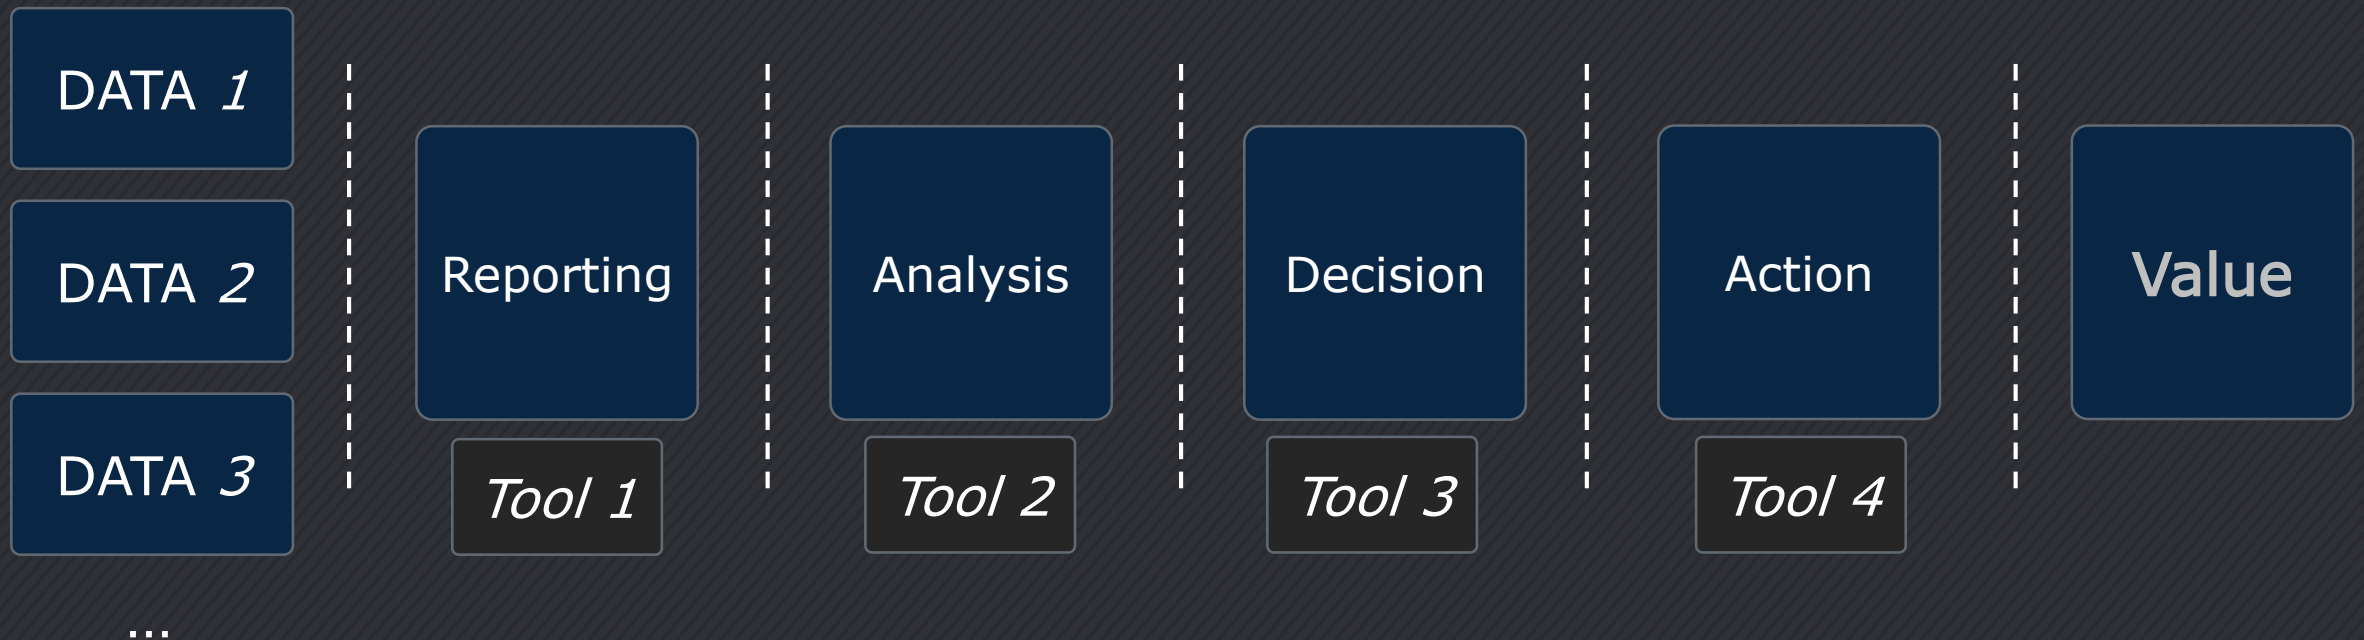 DATA 1
DATA 2
DATA 3
...
Reporting
Tool 1
Analysis
Tool 2
Decision
Tool 3
Action
Tool 4
Value